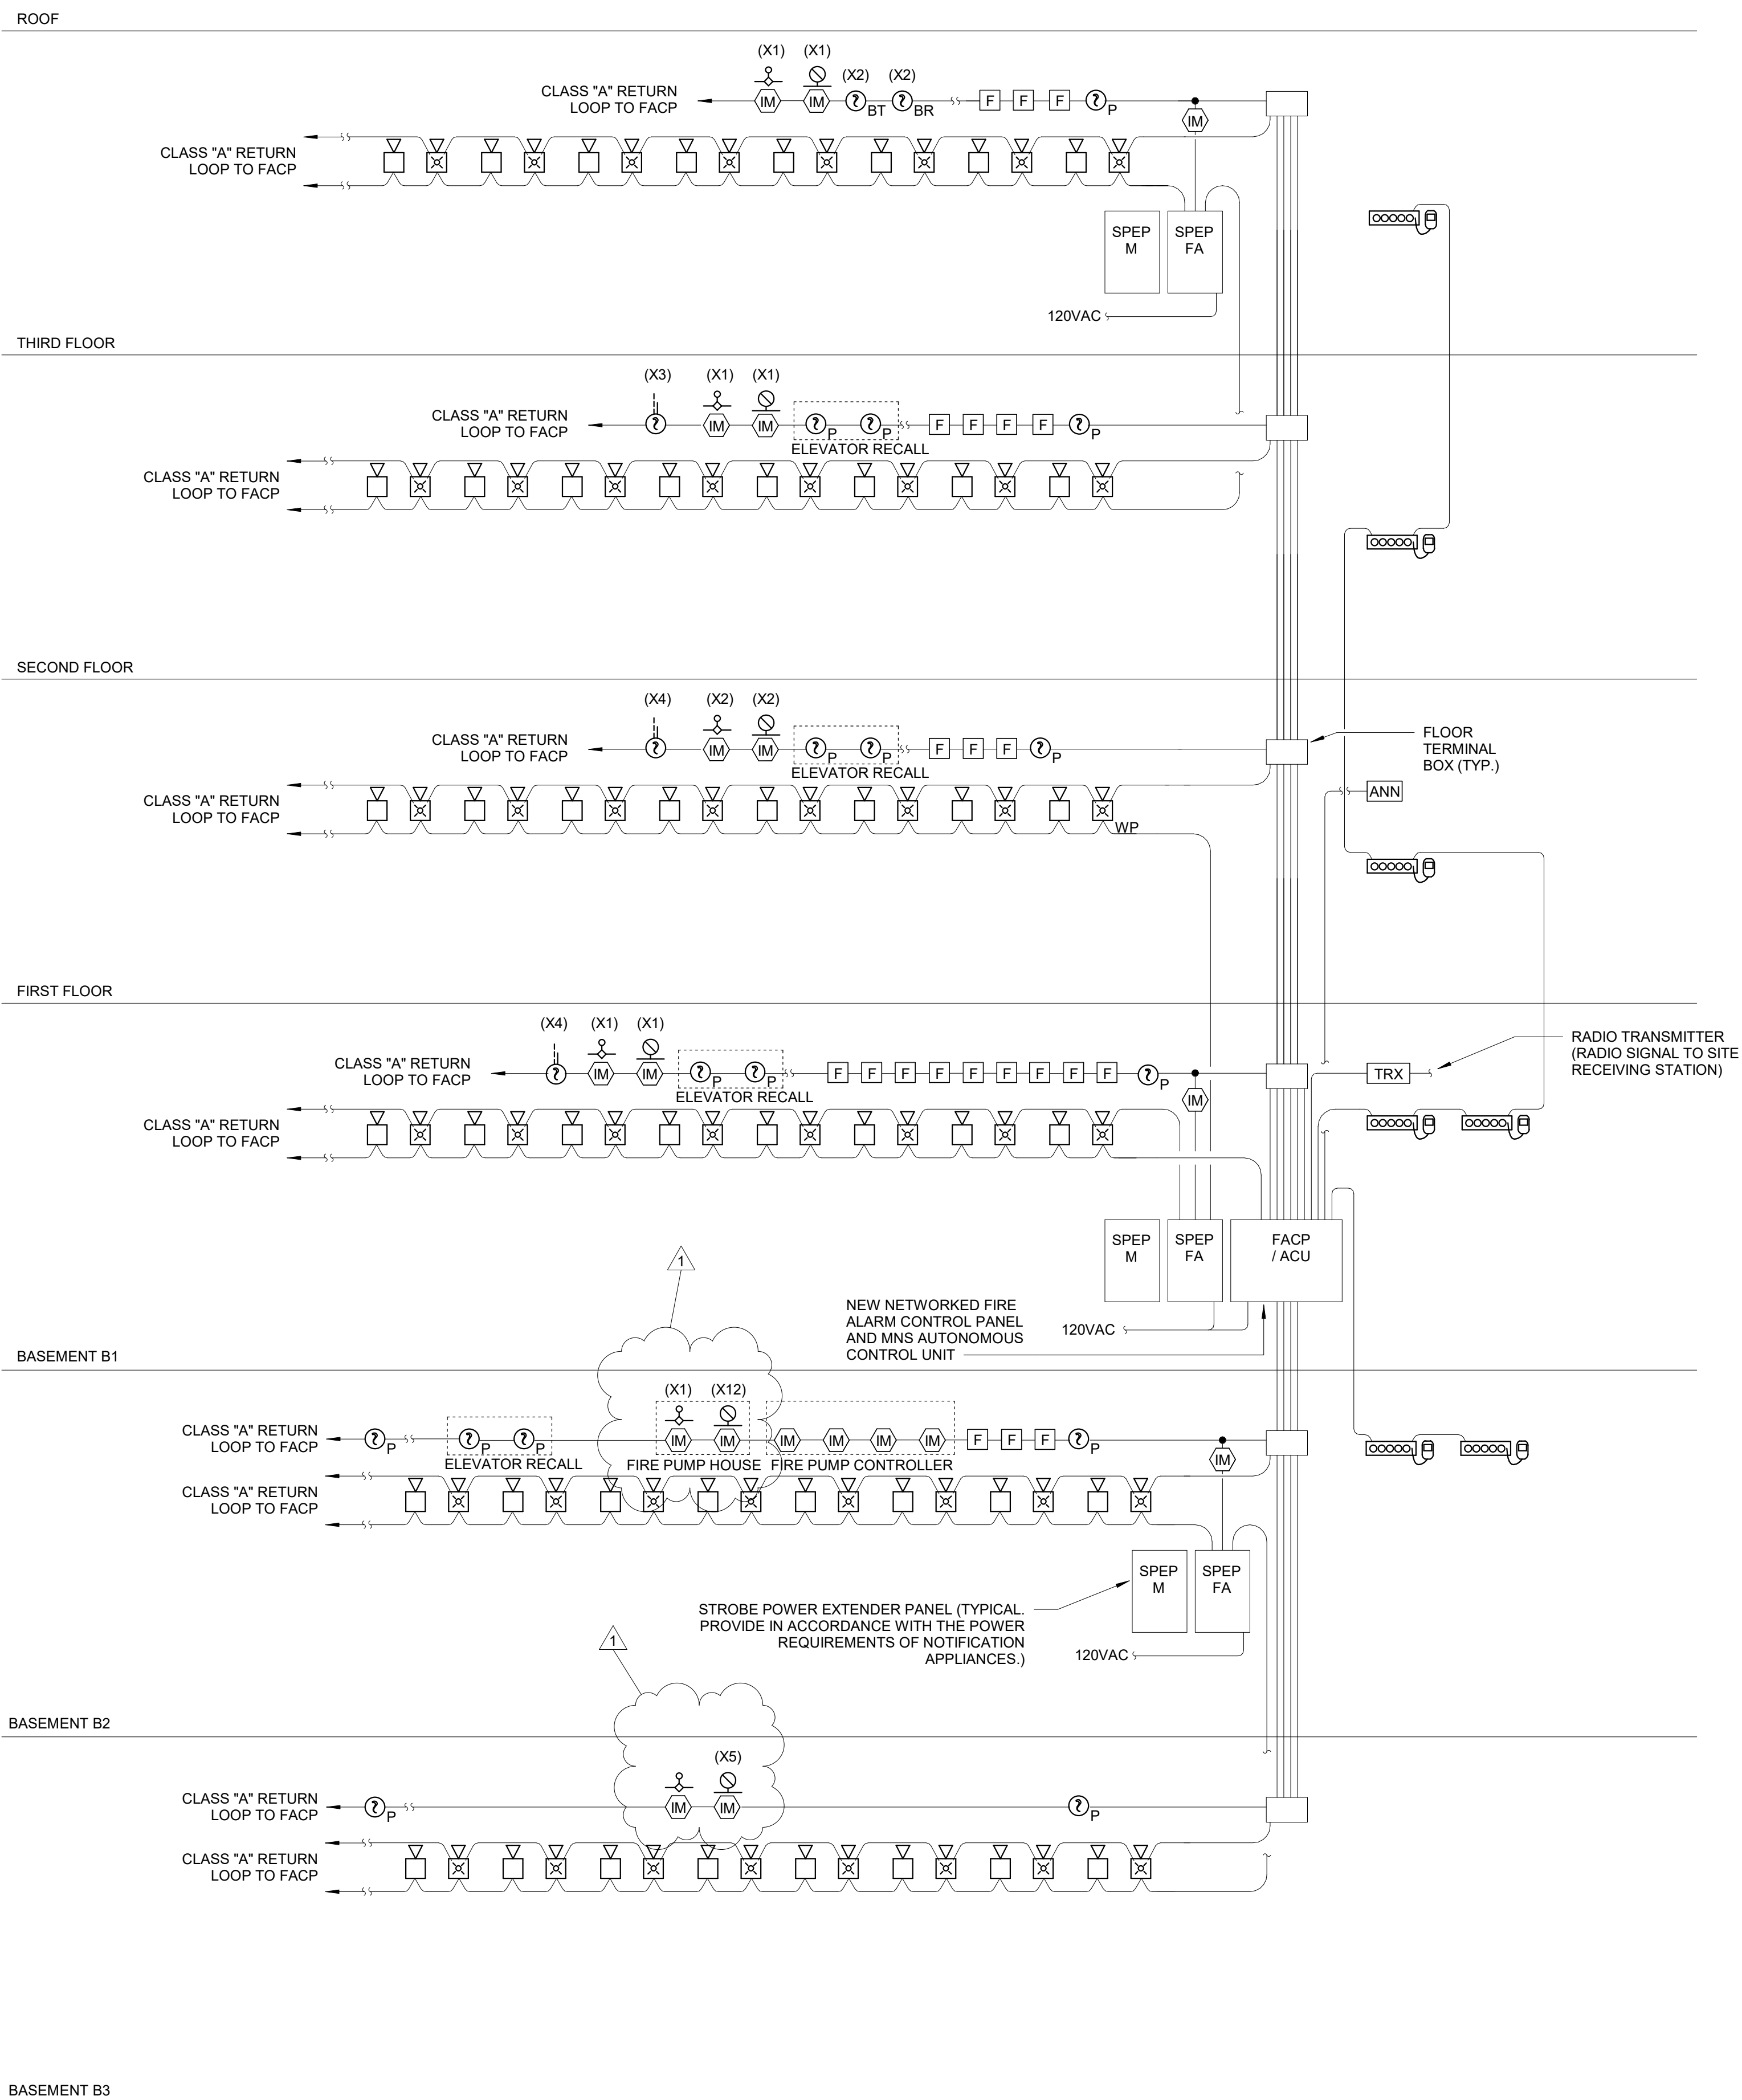 ROOF
(X1) (X1)
(X2) (X2)
CLASS "A" RETURN
LOOP TO FACP
IM IM BT BR F F F P
IM
CLASS "A" RETURN
LOOP TO FACP
SPEP
M
SPEP
FA
120VAC
THIRD FLOOR
(X3) (X1) (X1)
CLASS "A" RETURN
LOOP TO FACP
IM IM P P F F F F P
ELEVATOR RECALL
CLASS "A" RETURN
LOOP TO FACP
SECOND FLOOR
(X4) (X2) (X2)
CLASS "A" RETURN
LOOP TO FACP
IM IM P P F F F P
ELEVATOR RECALL
FLOOR
TERMINAL
BOX (TYP.)
ANN
CLASS "A" RETURN
LOOP TO FACP
WP
FIRST FLOOR
(X4) (X1) (X1)
CLASS "A" RETURN
LOOP TO FACP
IM IM P P F F F F F F F F F P
IM
ELEVATOR RECALL
TRX
RADIO TRANSMITTER
(RADIO SIGNAL TO SITE
RECEIVING STATION)
CLASS "A" RETURN
LOOP TO FACP
SPEP
M
SPEP
FA
FACP
/ ACU
1
NEW NETWORKED FIRE
ALARM CONTROL PANEL
AND MNS AUTONOMOUS
CONTROL UNIT
120VAC
BASEMENT B1
(X1) (X12)
CLASS "A" RETURN
LOOP TO FACP
P P P IM IM IM IM IM IM F F F P
IM
ELEVATOR RECALL
FIRE PUMP HOUSE
FIRE PUMP CONTROLLER
CLASS "A" RETURN
LOOP TO FACP
SPEP
M
SPEP
FA
STROBE POWER EXTENDER PANEL (TYPICAL.
PROVIDE IN ACCORDANCE WITH THE POWER
REQUIREMENTS OF NOTIFICATION
APPLIANCES.)
120VAC
1
BASEMENT B2
(X5)
CLASS "A" RETURN
LOOP TO FACP
P IM IM P
CLASS "A" RETURN
LOOP TO FACP
BASEMENT B3